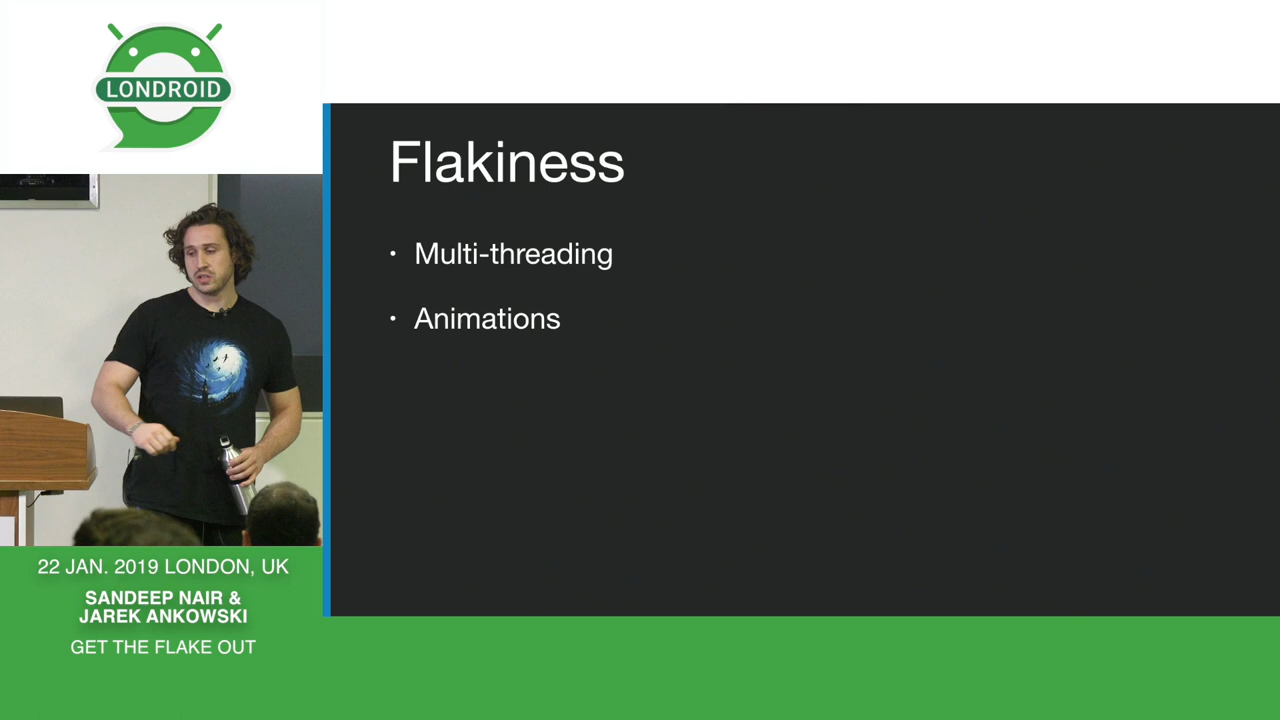 LONDROID
Flakiness
• Multi-threading
• Animations
22 JAN. 2019 LONDON, UK
SANDEEP NAIR &
JAREK ANKOWSKI
GET THE FLAKE OUT